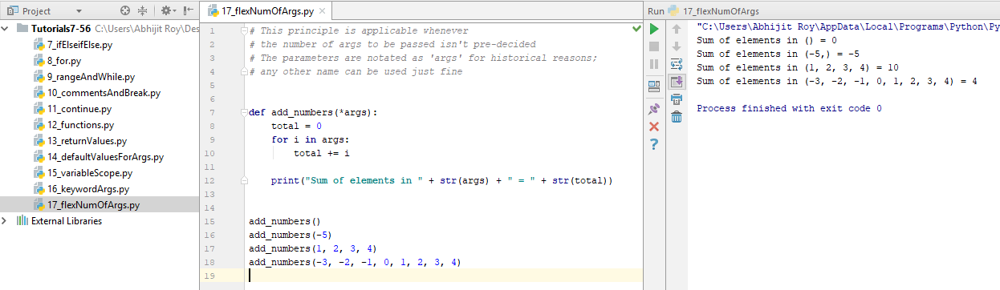 Project
Tutorials7-56 C:\Users\Abhijit Roy\Des
7_ifElseifElse.py
8_for.py
9_rangeAndWhile.py
10_commentsAndBreak.py
11_continue.py
12_functions.py
13_returnValues.py
14_defaultValuesForArgs.py
15_variableScope.py
16_keywordArgs.py
17_flexNumOfArgs.py
External Libraries
17_flexNumOfArgs.py
1 # This principle is applicable whenever
2 # the number of args to be passed isn't pre-decided
3 # The parameters are notated as 'args' for historical reasons;
4 # any other name can be used just fine
5
6
7 def add_numbers(*args):
8     total = 0
9     for i in args:
10         total += i
11
12     print("Sum of elements in " + str(args) + " = " + str(total))
13
14
15 add_numbers()
16 add_numbers(-5)
17 add_numbers(1, 2, 3, 4)
18 add_numbers(-3, -2, -1, 0, 1, 2, 3, 4)
19
Run 17_flexNumOfArgs
"C:\Users\Abhijit Roy\AppData\Local\Programs\Python\Py
Sum of elements in () = 0
Sum of elements in (-5,) = -5
Sum of elements in (1, 2, 3, 4) = 10
Sum of elements in (-3, -2, -1, 0, 1, 2, 3, 4) = 4
Process finished with exit code 0